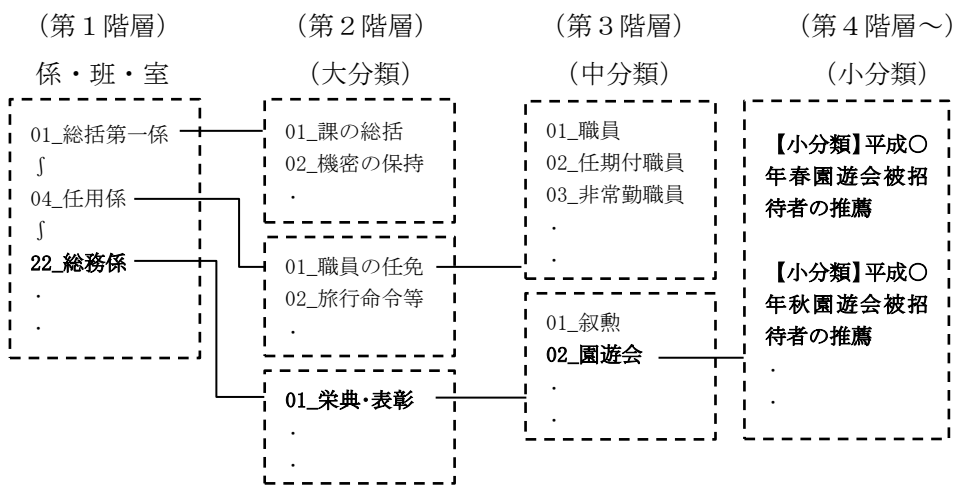 （第１階層）
係・班・室
01_総括第一係
∫
04_任用係
∫
22_総務係
.
.
（第２階層）
（大分類）
01_課の総括
02_機密の保持
.
01_職員の任免
02_旅行命令等
.
01_栄典・表彰
.
.
（第３階層）
（中分類）
01_職員
02_任期付職員
03_非常勤職員
.
.
01_叙勲
02_園遊会
.
.
（第４階層～）
（小分類）
【小分類】平成〇
年春園遊会被招
待者の推薦
【小分類】平成〇
年秋園遊会被招
待者の推薦
.
.